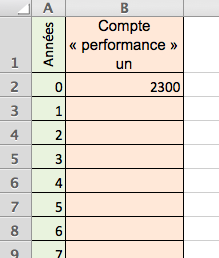 A B
1 Années Compte
« performance »
un
2 0 2300
3 1
4 2
5 3
6 4
7 5
8 6
9 7